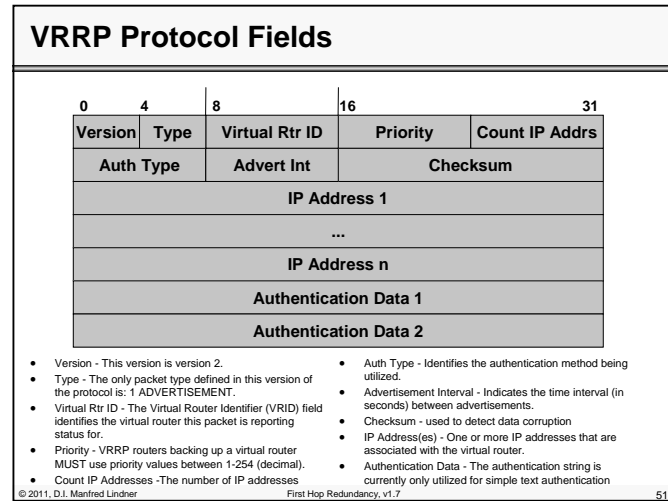 VRRP Protocol Fields
0 4 8 16 31
Version Type Virtual Rtr ID Priority Count IP Addrs
Auth Type Advert Int Checksum
IP Address 1
...
IP Address n
Authentication Data 1
Authentication Data 2
• Version - This version is version 2.
• Type - The only packet type defined in this version of
the protocol is: 1 ADVERTISEMENT.
• Virtual Rtr ID - The Virtual Router Identifier (VRID) field
identifies the virtual router this packet is reporting
status for.
• Priority - VRRP routers backing up a virtual router
MUST use priority values between 1-254 (decimal).
• Count IP Addresses -The number of IP addresses
• Auth Type - Identifies the authentication method being
utilized.
• Advertisement Interval - Indicates the time interval (in
seconds) between advertisements.
• Checksum - used to detect data corruption
• IP Address(es) - One or more IP addresses that are
associated with the virtual router.
• Authentication Data - The authentication string is
currently only utilized for simple text authentication
© 2011, D.I. Manfred Lindner First Hop Redundancy, v1.7 51